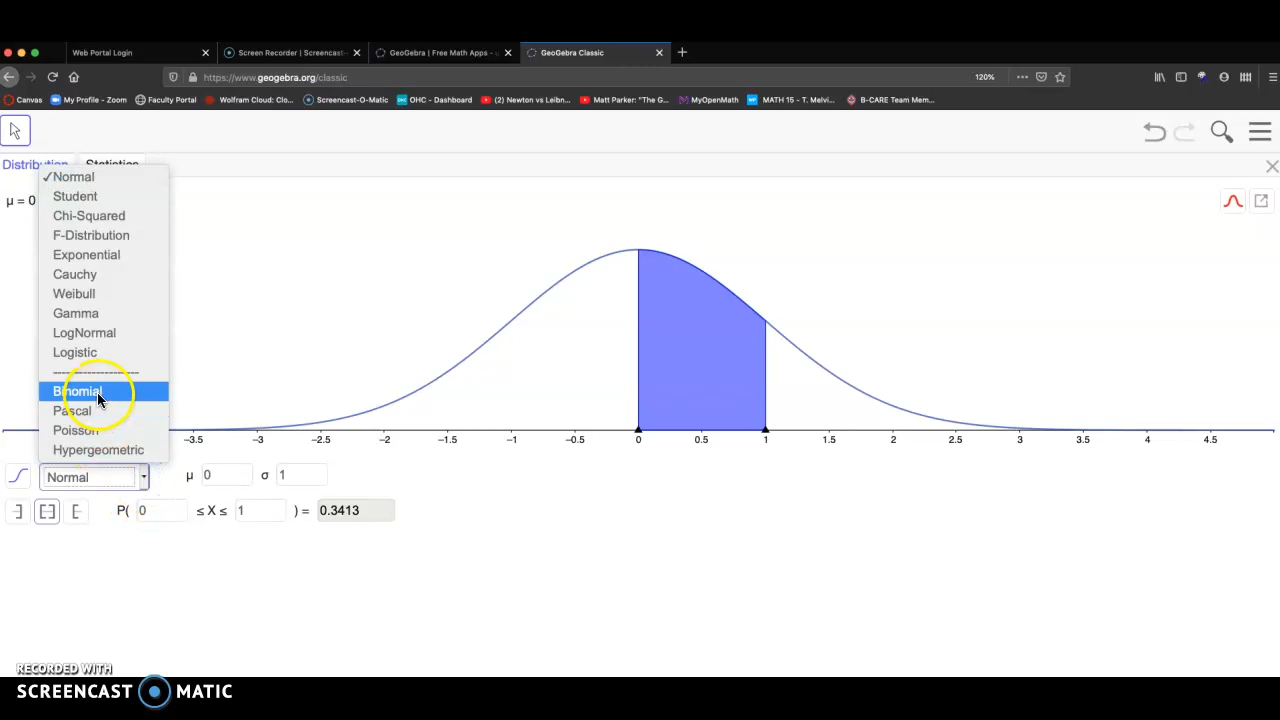 Web Portal Login
Screen Recorder | Screencast-
GeoGebra | Free Math Apps -
GeoGebra Classic
https://www.geogebra.org/classic
120%
Canvas
My Profile - Zoom
Faculty Portal
Wolfram Cloud: Clo...
Screencast-O-Matic
OHC OHC - Dashboard
(2) Newton vs Leibn...
Matt Parker: "The G...
MyOpenMath
MATH 15 - T. Melvi...
B-CARE Team Mem...
Distribution
Statistics
μ = 0
✓Normal
Student
Chi-Squared
F-Distribution
Exponential
Cauchy
Weibull
Gamma
LogNormal
Logistic
--------------------
Binomial
Pascal
Poisson
Hypergeometric
-3.5 -3 -2.5 -2 -1.5 -1 -0.5 0 0.5 1 1.5 2 2.5 3 3.5 4 4.5
Normal μ 0 σ 1
P( 0 ≤ X ≤ 1 ) = 0.3413
RECORDED WITH
SCREENCAST MATIC